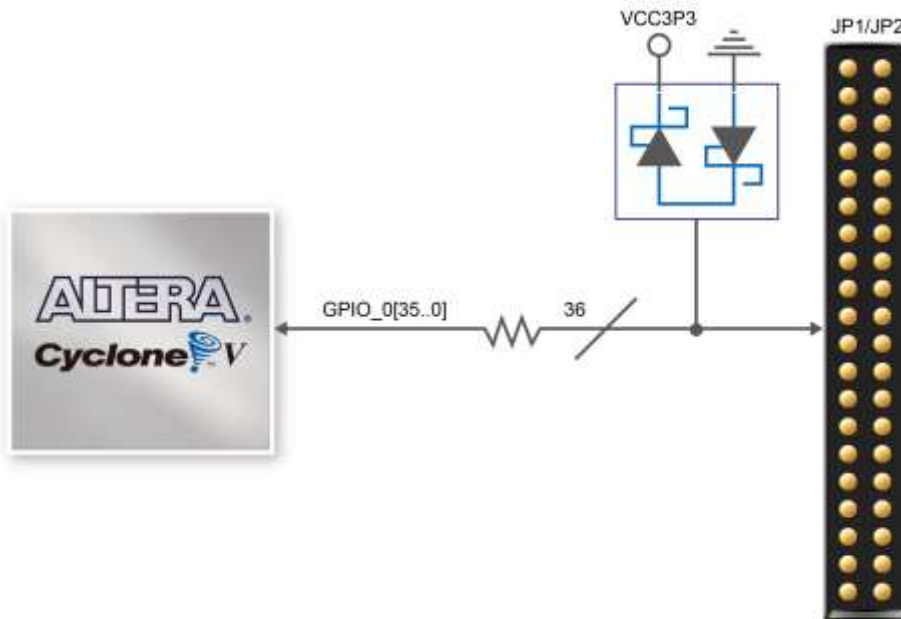 VCC3P3
JP1/JP2
ALTERA®
GPIO_0[35..0]
36
Cyclone V